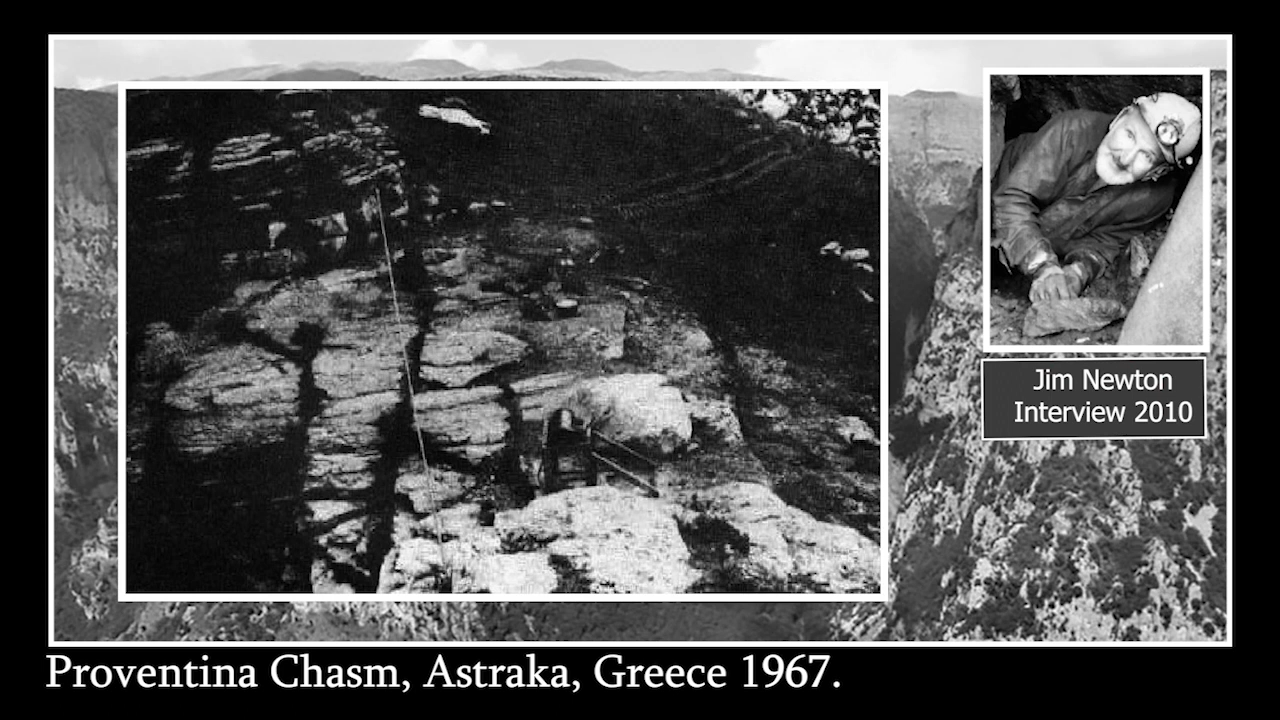 Jim Newton
Interview 2010
Proventina Chasm, Astraka, Greece 1967.